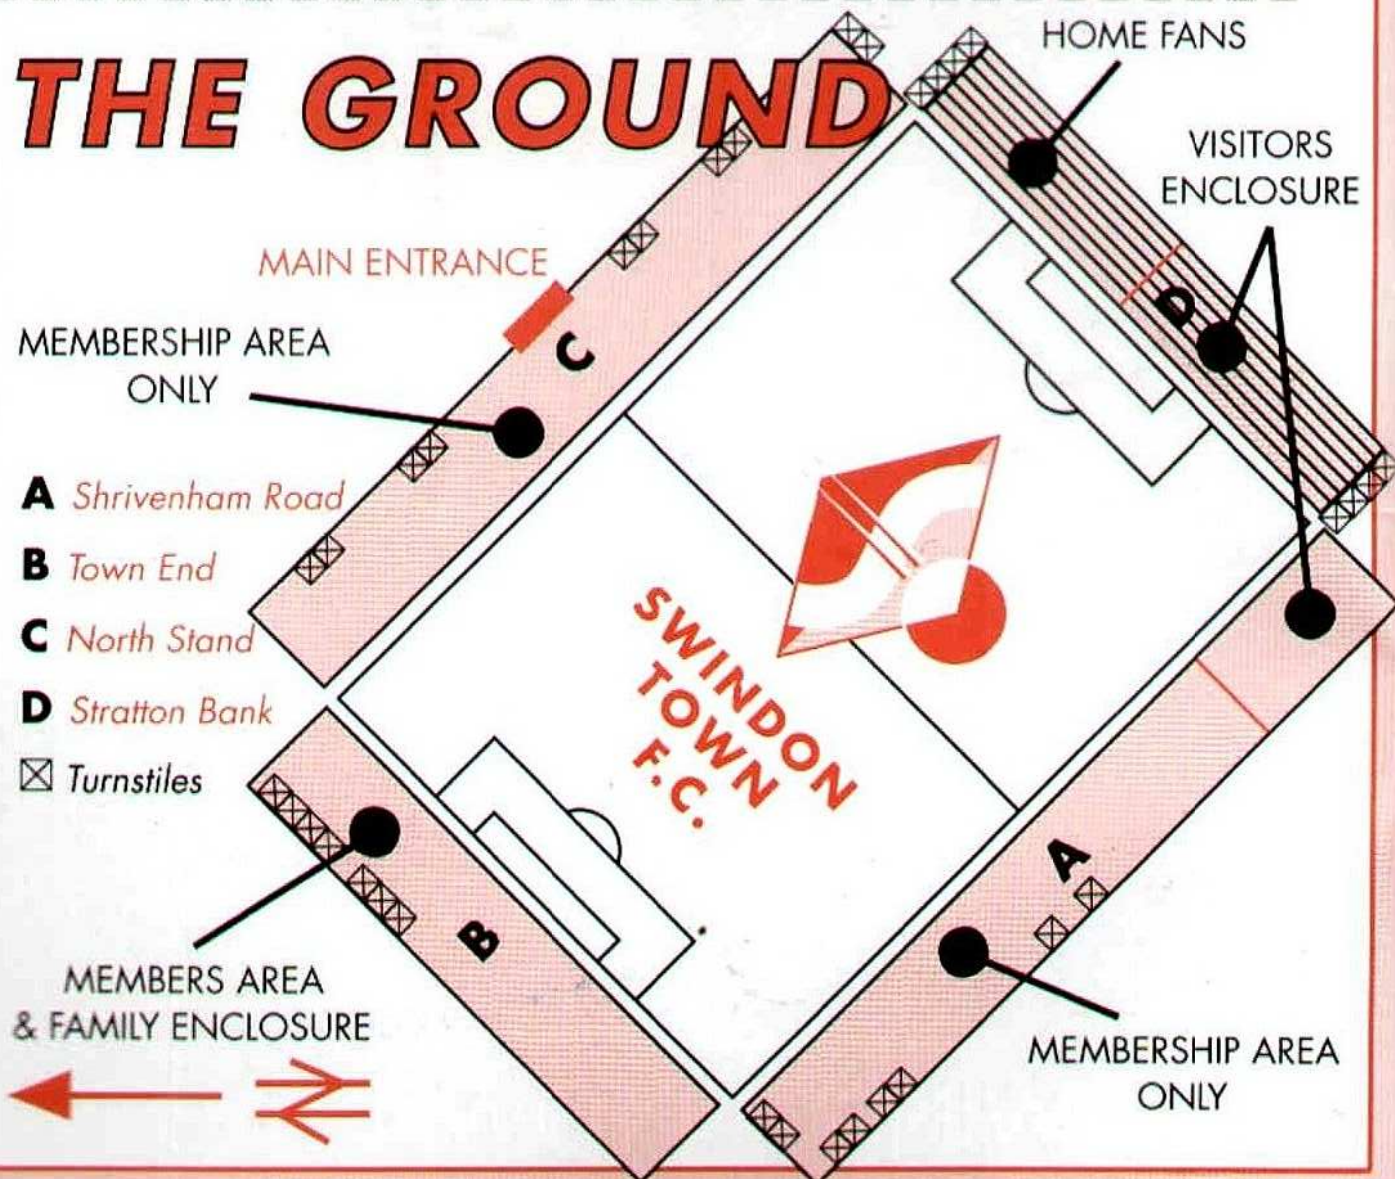 THE GROUND
HOME FANS
VISITORS
ENCLOSURE
MAIN ENTRANCE
MEMBERSHIP AREA
ONLY
C
D
A Shrivenham Road
B Town End
C North Stand
D Stratton Bank
Turnstiles
SWINDON
TOWN
F.C.
A
B
MEMBERS AREA
& FAMILY ENCLOSURE
MEMBERSHIP AREA
ONLY